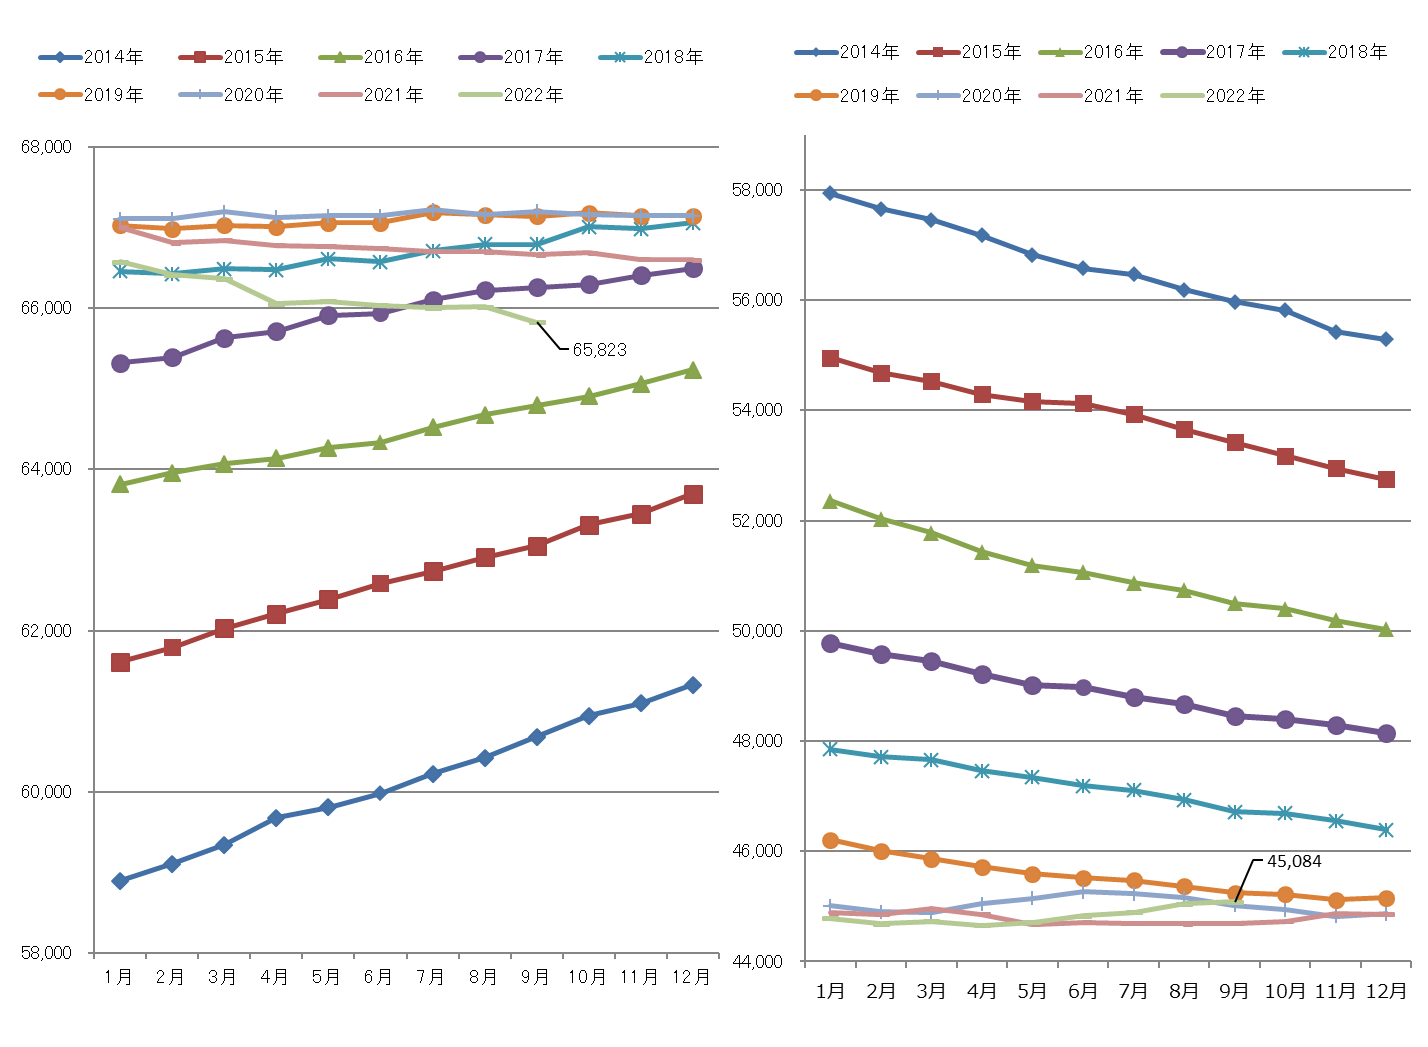 2014年 2015年 2016年 2017年 2018年
2019年 2020年 2021年 2022年
68,000
66,000
64,000
62,000
60,000
58,000
65,823
1月 2月 3月 4月 5月 6月 7月 8月 9月 10月 11月 12月
2014年 2015年 2016年 2017年 2018年
2019年 2020年 2021年 2022年
58,000
56,000
54,000
52,000
50,000
48,000
46,000
44,000
45,084
1月 2月 3月 4月 5月 6月 7月 8月 9月 10月 11月 12月